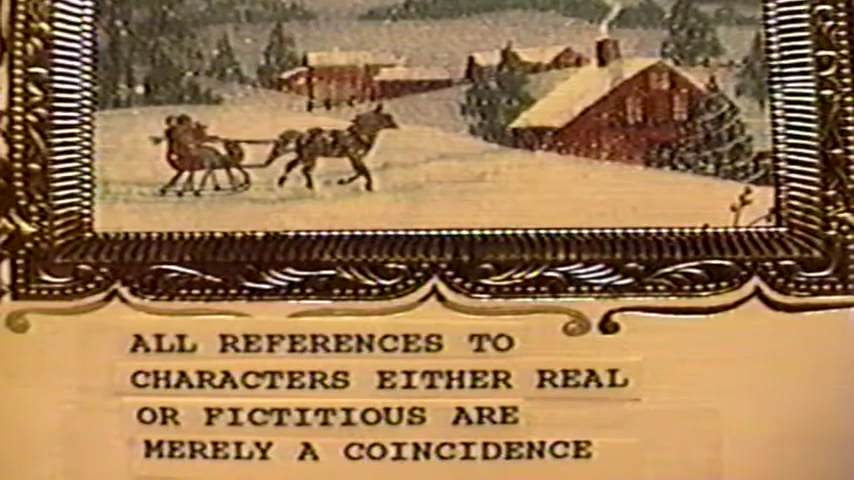 ALL REFERENCES TO
CHARACTERS EITHER REAL
OR FICTITIOUS ARE
MERELY A COINCIDENCE